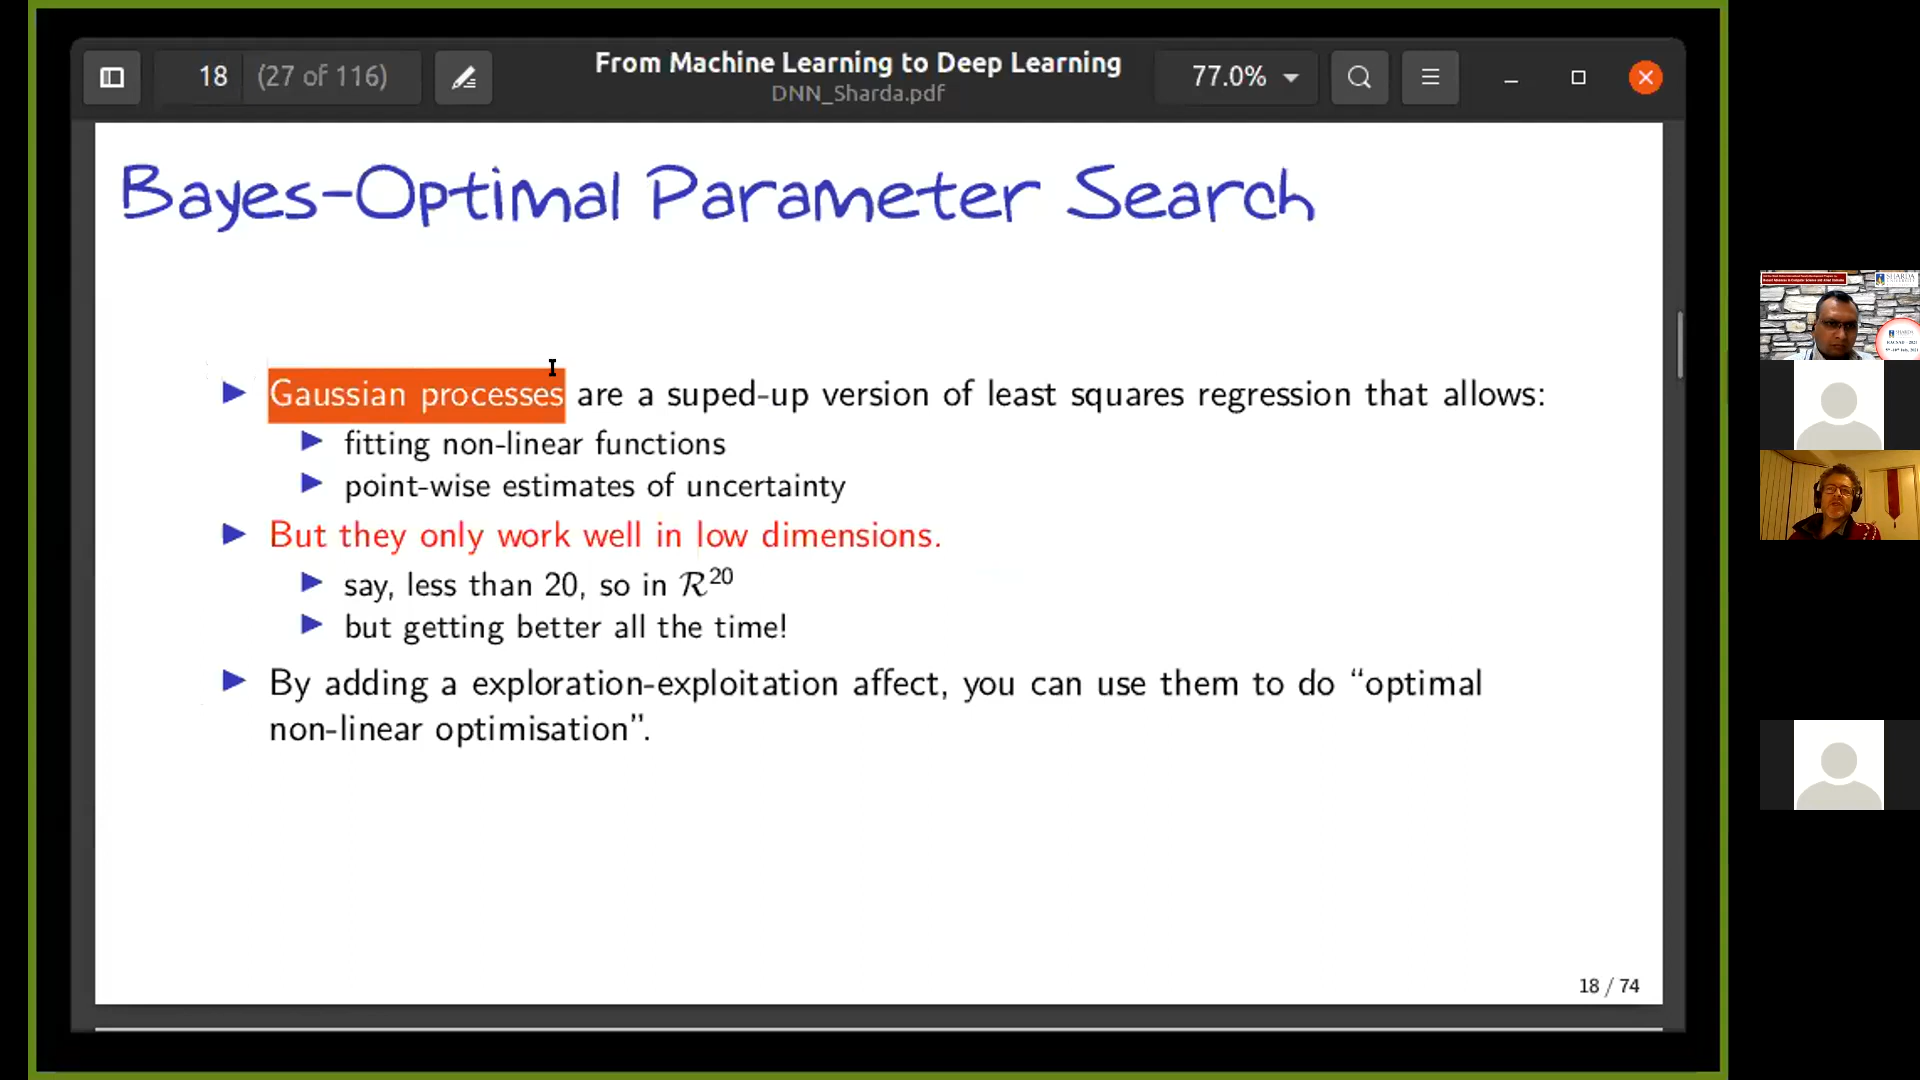 18 (27 of 116)
From Machine Learning to Deep Learning
DNN_Sharda.pdf
77.0%
Bayes-Optimal Parameter Search
Gaussian processes are a suped-up version of least squares regression that allows:
fitting non-linear functions
point-wise estimates of uncertainty
But they only work well in low dimensions.
say, less than 20, so in ℛ²⁰
but getting better all the time!
By adding a exploration-exploitation affect, you can use them to do “optimal
non-linear optimisation”.
18 / 74
SHARDA